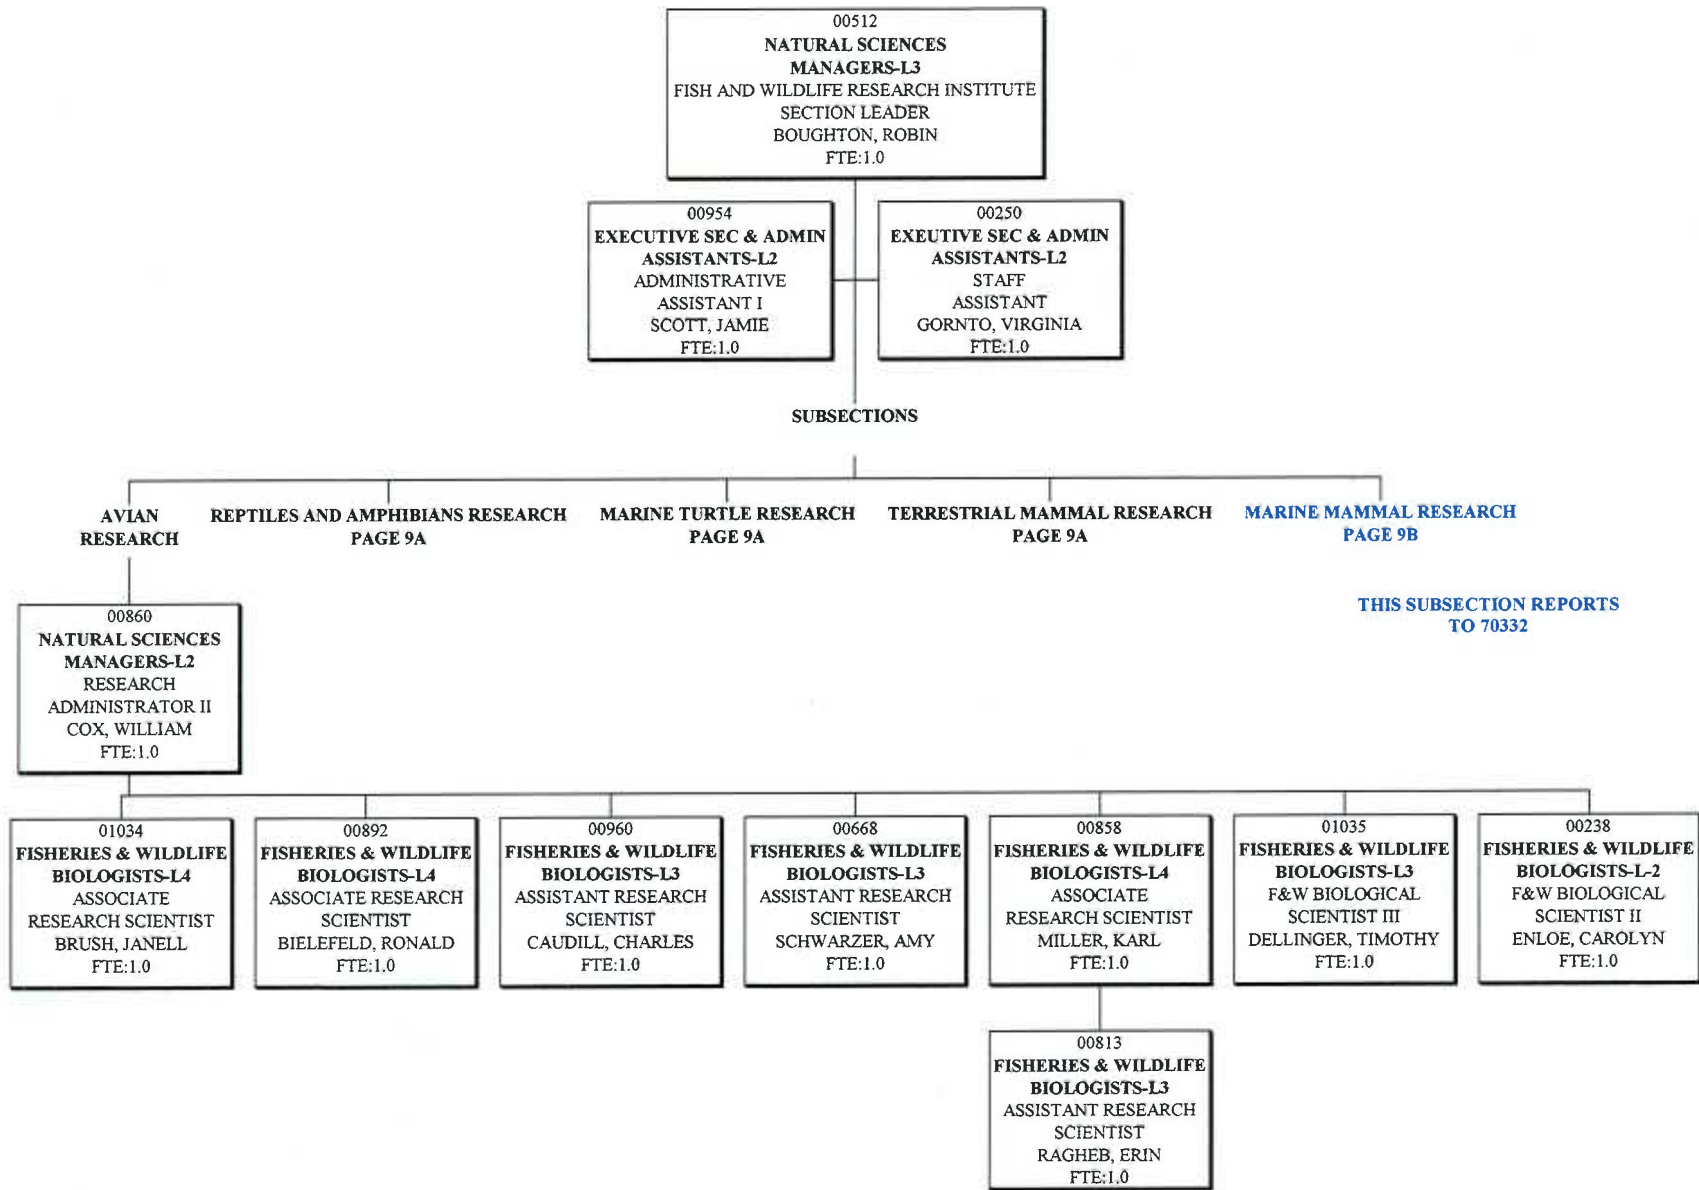 00512
NATURAL SCIENCES
MANAGERS-L3
FISH AND WILDLIFE RESEARCH INSTITUTE
SECTION LEADER
BOUGHTON, ROBIN
FTE:1.0
00954
EXECUTIVE SEC & ADMIN
ASSISTANTS-L2
ADMINISTRATIVE
ASSISTANT I
SCOTT, JAMIE
FTE:1.0
00250
EXEUTIVE SEC & ADMIN
ASSISTANTS-L2
STAFF
ASSISTANT
GORNTO, VIRGINIA
FTE:1.0
SUBSECTIONS
AVIAN
RESEARCH
REPTILES AND AMPHIBIANS RESEARCH
PAGE 9A
MARINE TURTLE RESEARCH
PAGE 9A
TERRESTRIAL MAMMAL RESEARCH
PAGE 9A
MARINE MAMMAL RESEARCH
PAGE 9B
THIS SUBSECTION REPORTS
TO 70332
00860
NATURAL SCIENCES
MANAGERS-L2
RESEARCH
ADMINISTRATOR II
COX, WILLIAM
FTE:1.0
01034
FISHERIES & WILDLIFE
BIOLOGISTS-L4
ASSOCIATE
RESEARCH SCIENTIST
BRUSH, JANELL
FTE:1.0
00892
FISHERIES & WILDLIFE
BIOLOGISTS-L4
ASSOCIATE RESEARCH
SCIENTIST
BIELEFELD, RONALD
FTE:1.0
00960
FISHERIES & WILDLIFE
BIOLOGISTS-L3
ASSISTANT RESEARCH
SCIENTIST
CAUDILL, CHARLES
FTE:1.0
00668
FISHERIES & WILDLIFE
BIOLOGISTS-L3
ASSISTANT RESEARCH
SCIENTIST
SCHWARZER, AMY
FTE:1.0
00858
FISHERIES & WILDLIFE
BIOLOGISTS-L4
ASSOCIATE
RESEARCH SCIENTIST
MILLER, KARL
FTE:1.0
01035
FISHERIES & WILDLIFE
BIOLOGISTS-L3
F&W BIOLOGICAL
SCIENTIST III
DELLINGER, TIMOTHY
FTE:1.0
00238
FISHERIES & WILDLIFE
BIOLOGISTS-L-2
F&W BIOLOGICAL
SCIENTIST II
ENLOE, CAROLYN
FTE:1.0
00813
FISHERIES & WILDLIFE
BIOLOGISTS-L3
ASSISTANT RESEARCH
SCIENTIST
RAGHEB, ERIN
FTE:1.0